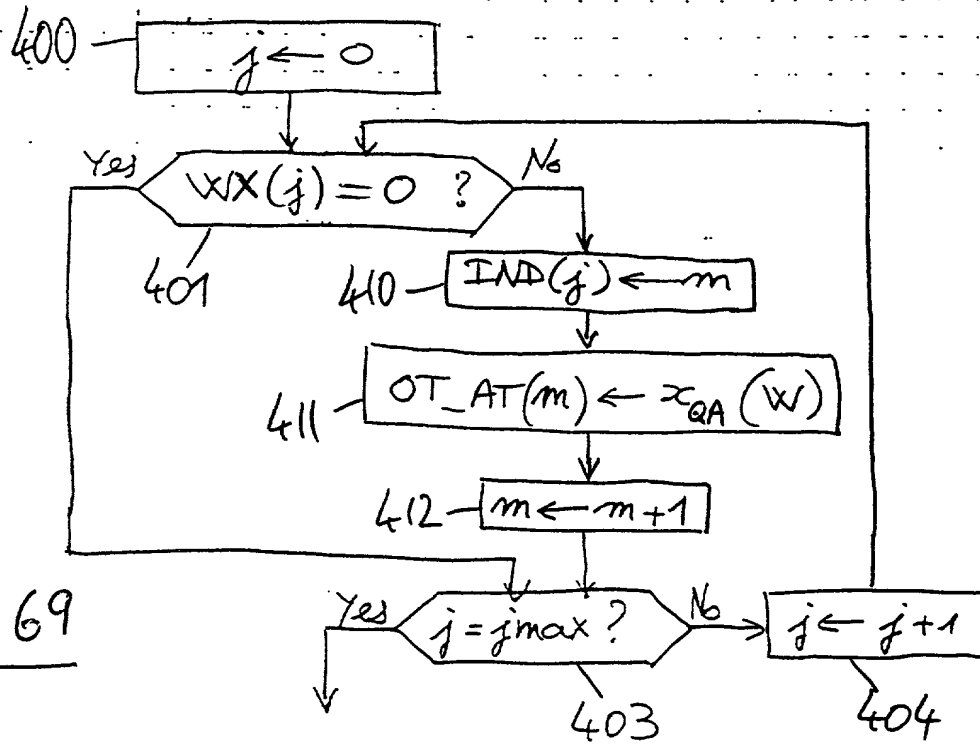 400
j ← 0
Yes
WX(j) = 0 ?
No
401
410
IND(j) ← m
411
OT_AT(m) ← x_QA (W)
412
m ← m+1
69
Yes
j = jmax ?
No
j ← j+1
403
404